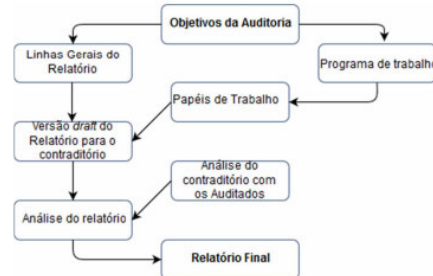 Objetivos da Auditoria
Linhas Gerais do
Relatório
Programa de trabalho
Papéis de Trabalho
Versão draft do
Relatório para o
contraditório
Análise do
contraditório com
os Auditados
Análise do relatório
Relatório Final